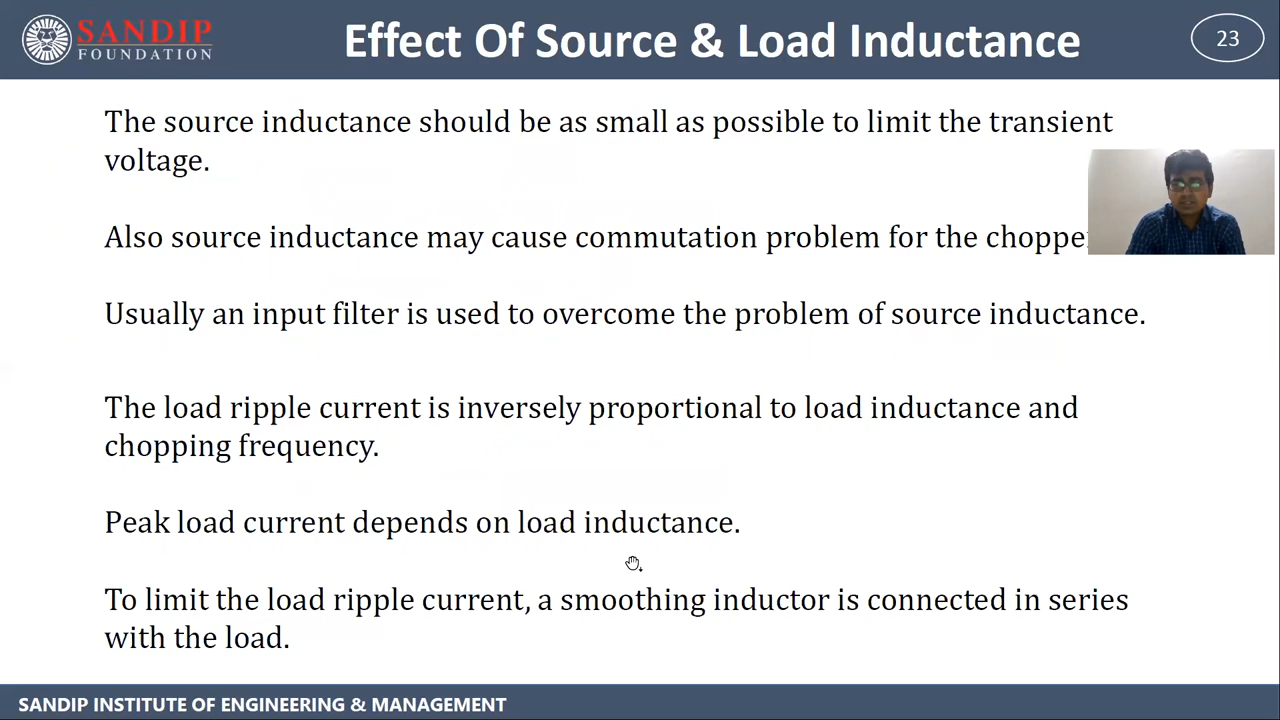 SANDIP
FOUNDATION
Effect Of Source & Load Inductance
23
The source inductance should be as small as possible to limit the transient
voltage.
Also source inductance may cause commutation problem for the
Usually an input filter is used to overcome the problem of source inductance.
The load ripple current is inversely proportional to load inductance and
chopping frequency.
Peak load current depends on load inductance.
To limit the load ripple current, a smoothing inductor is connected in series
with the load.
SANDIP INSTITUTE OF ENGINEERING & MANAGEMENT